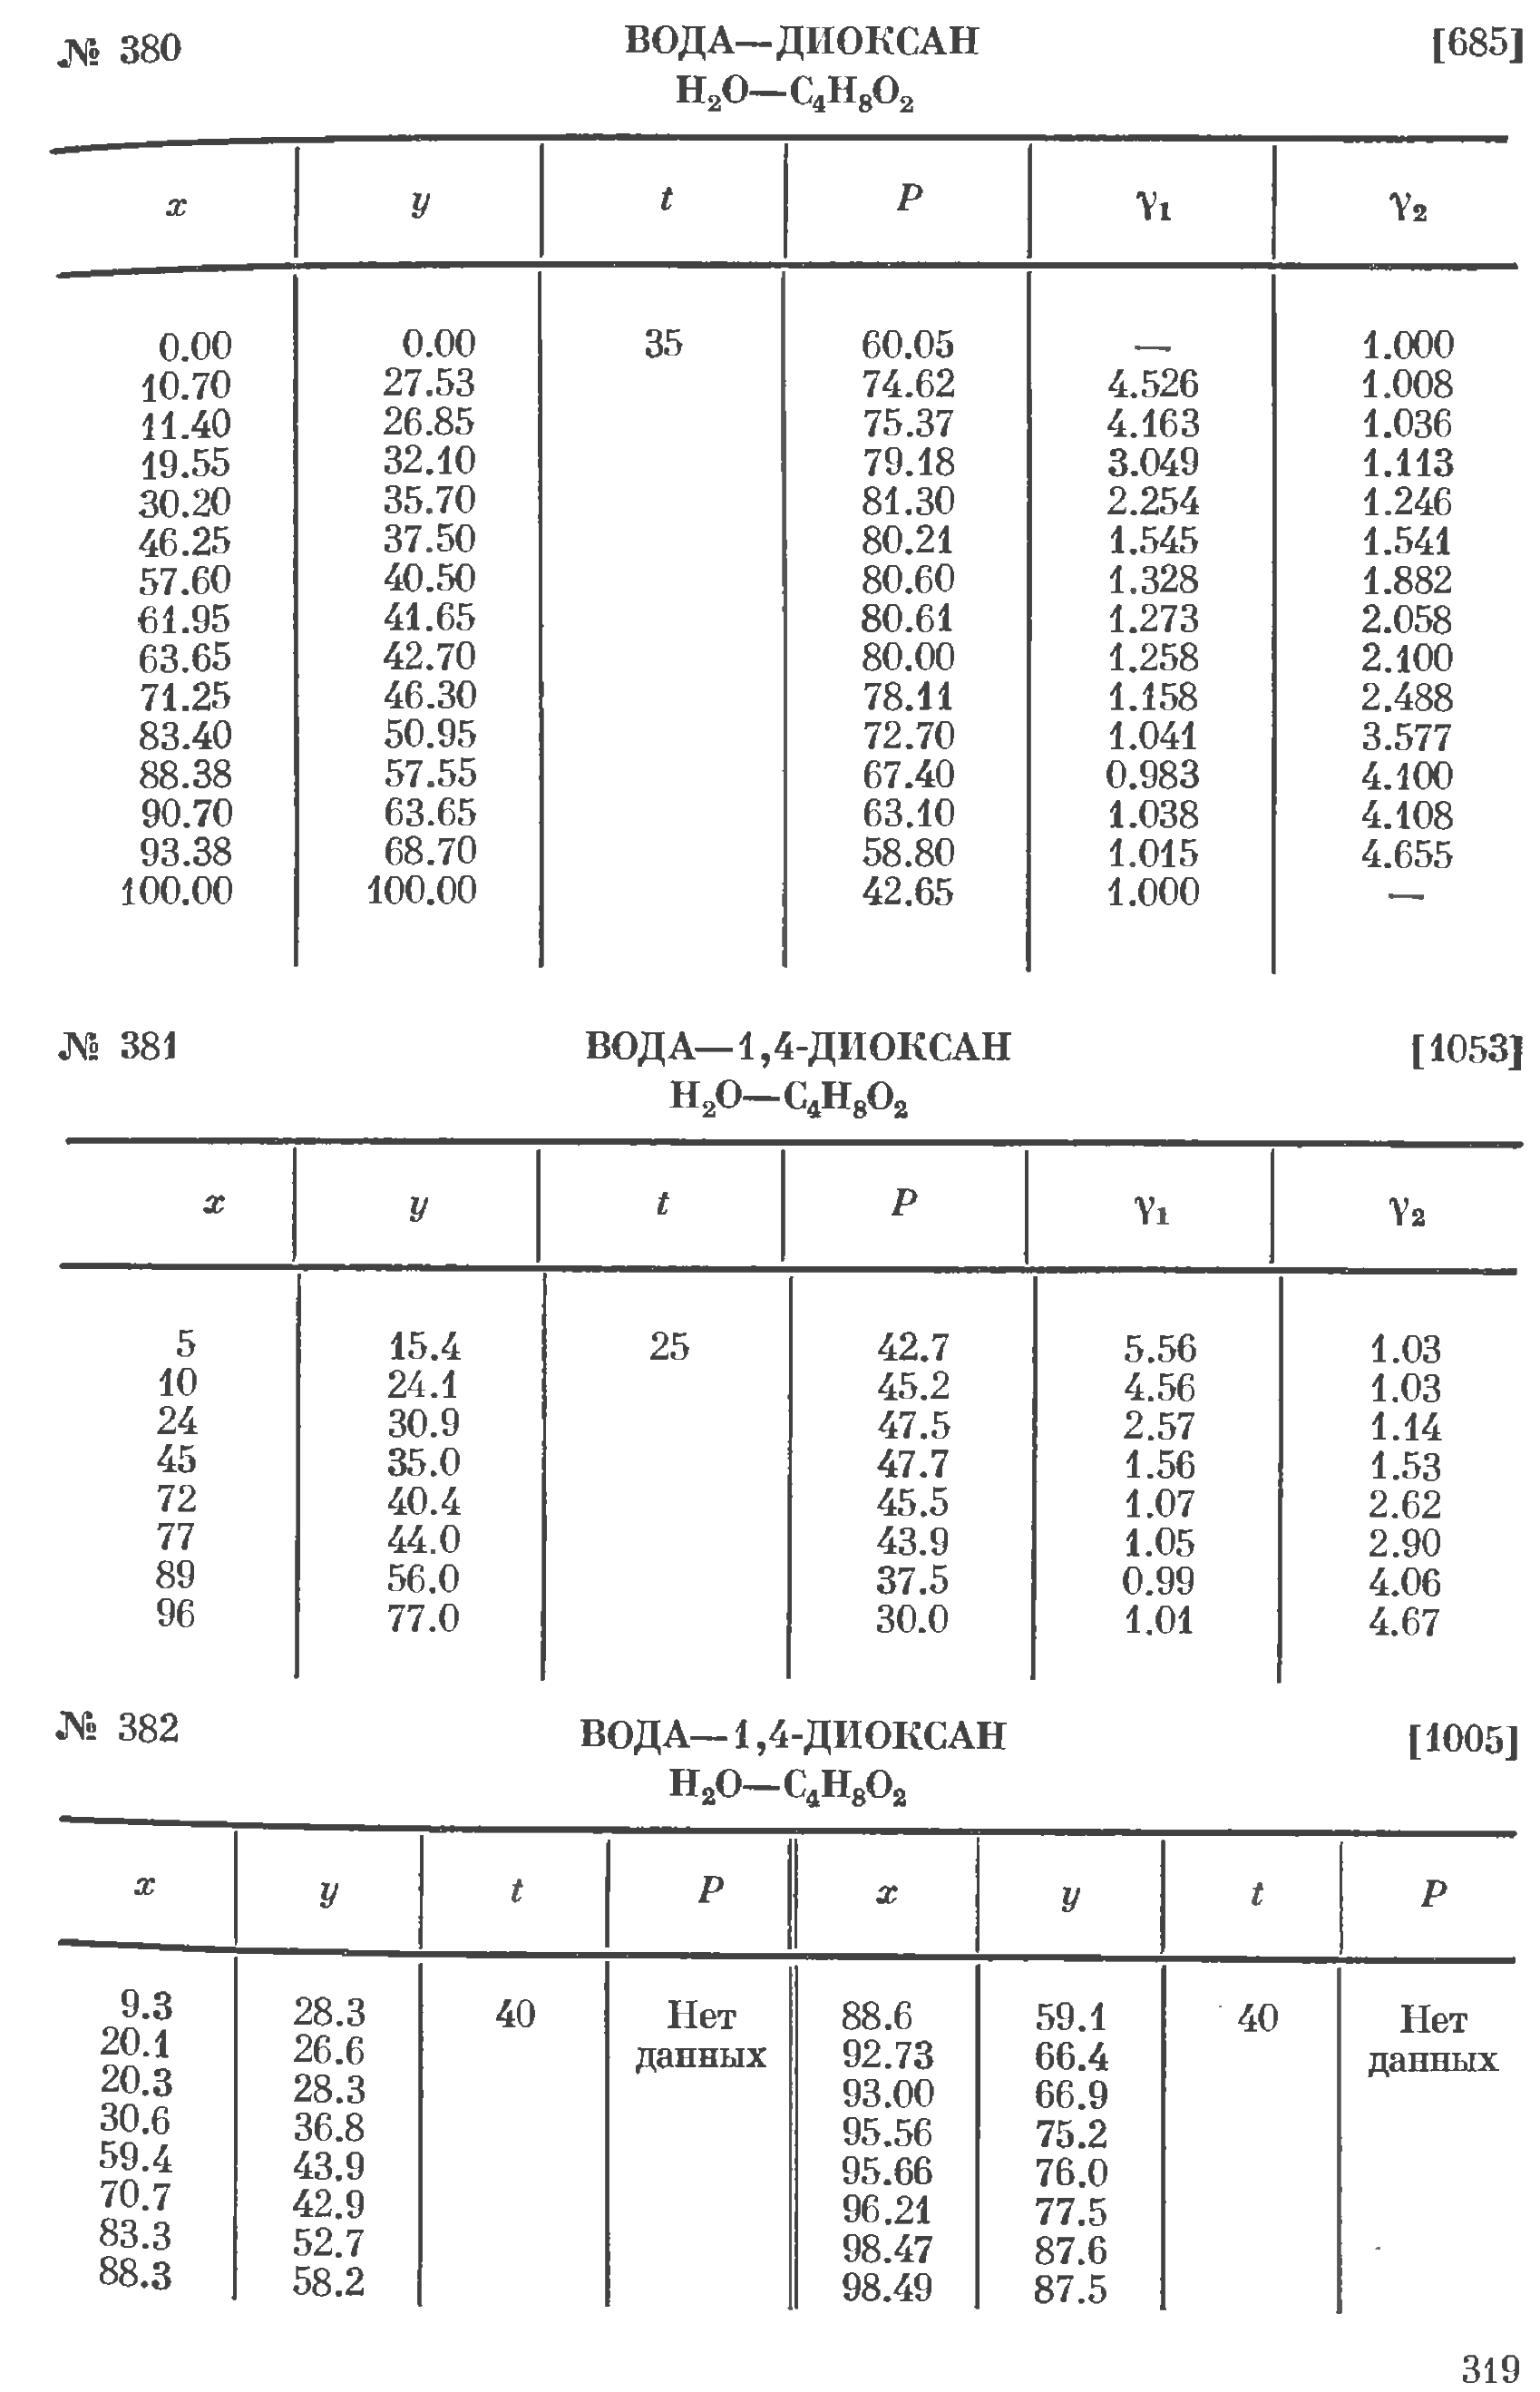 № 380 ВОДА—ДИОКСАН [685]
H₂O—C₄H₈O₂
x y t P γ₁ γ₂
0.00 0.00 35 60.05 — 1.000
10.70 27.53 74.62 4.526 1.008
11.40 26.85 75.37 4.163 1.036
19.55 32.10 79.18 3.049 1.113
30.20 35.70 81.30 2.254 1.246
46.25 37.50 80.21 1.545 1.541
57.60 40.50 80.60 1.328 1.882
61.95 41.65 80.61 1.273 2.058
63.65 42.70 80.00 1.258 2.100
71.25 46.30 78.11 1.158 2.488
83.40 50.95 72.70 1.041 3.577
88.38 57.55 67.40 0.983 4.100
90.70 63.65 63.10 1.038 4.108
93.38 68.70 58.80 1.015 4.655
100.00 100.00 42.65 1.000 —
№ 381 ВОДА—1,4-ДИОКСАН [1053]
H₂O—C₄H₈O₂
x y t P γ₁ γ₂
5 15.4 25 42.7 5.56 1.03
10 24.1 45.2 4.56 1.03
24 30.9 47.5 2.57 1.14
45 35.0 47.7 1.56 1.53
72 40.4 45.5 1.07 2.62
77 44.0 43.9 1.05 2.90
89 56.0 37.5 0.99 4.06
96 77.0 30.0 1.01 4.67
№ 382 ВОДА—1,4-ДИОКСАН [1005]
H₂O—C₄H₈O₂
x y t P x y t P
9.3 28.3 40 Нет 88.6 59.1 40 Нет
20.1 26.6 данных 92.73 66.4 данных
20.3 28.3 93.00 66.9
30.6 36.8 95.56 75.2
59.4 43.9 95.66 76.0
70.7 42.9 96.21 77.5
83.3 52.7 98.47 87.6
88.3 58.2 98.49 87.5
319